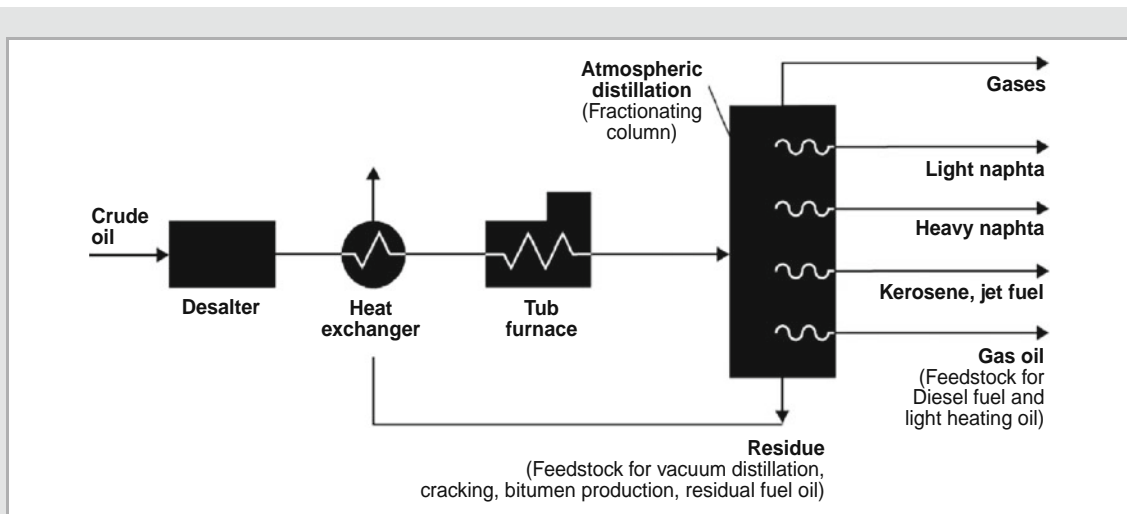 Atmospheric
distillation
(Fractionating
column)
Gases
Light naphta
Heavy naphta
Kerosene, jet fuel
Gas oil
(Feedstock for
Diesel fuel and
light heating oil)
Crude
oil
Desalter
Heat
exchanger
Tub
furnace
Residue
(Feedstock for vacuum distillation,
cracking, bitumen production, residual fuel oil)